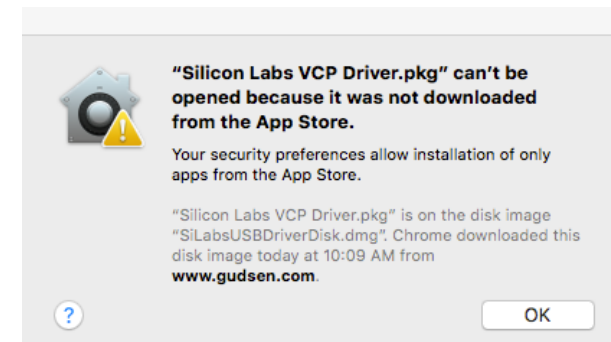 “Silicon Labs VCP Driver.pkg” can’t be
opened because it was not downloaded
from the App Store.
Your security preferences allow installation of only
apps from the App Store.
“Silicon Labs VCP Driver.pkg” is on the disk image
“SiLabsUSBDriverDisk.dmg”. Chrome downloaded this
disk image today at 10:09 AM from
www.gudsen.com.
?
OK